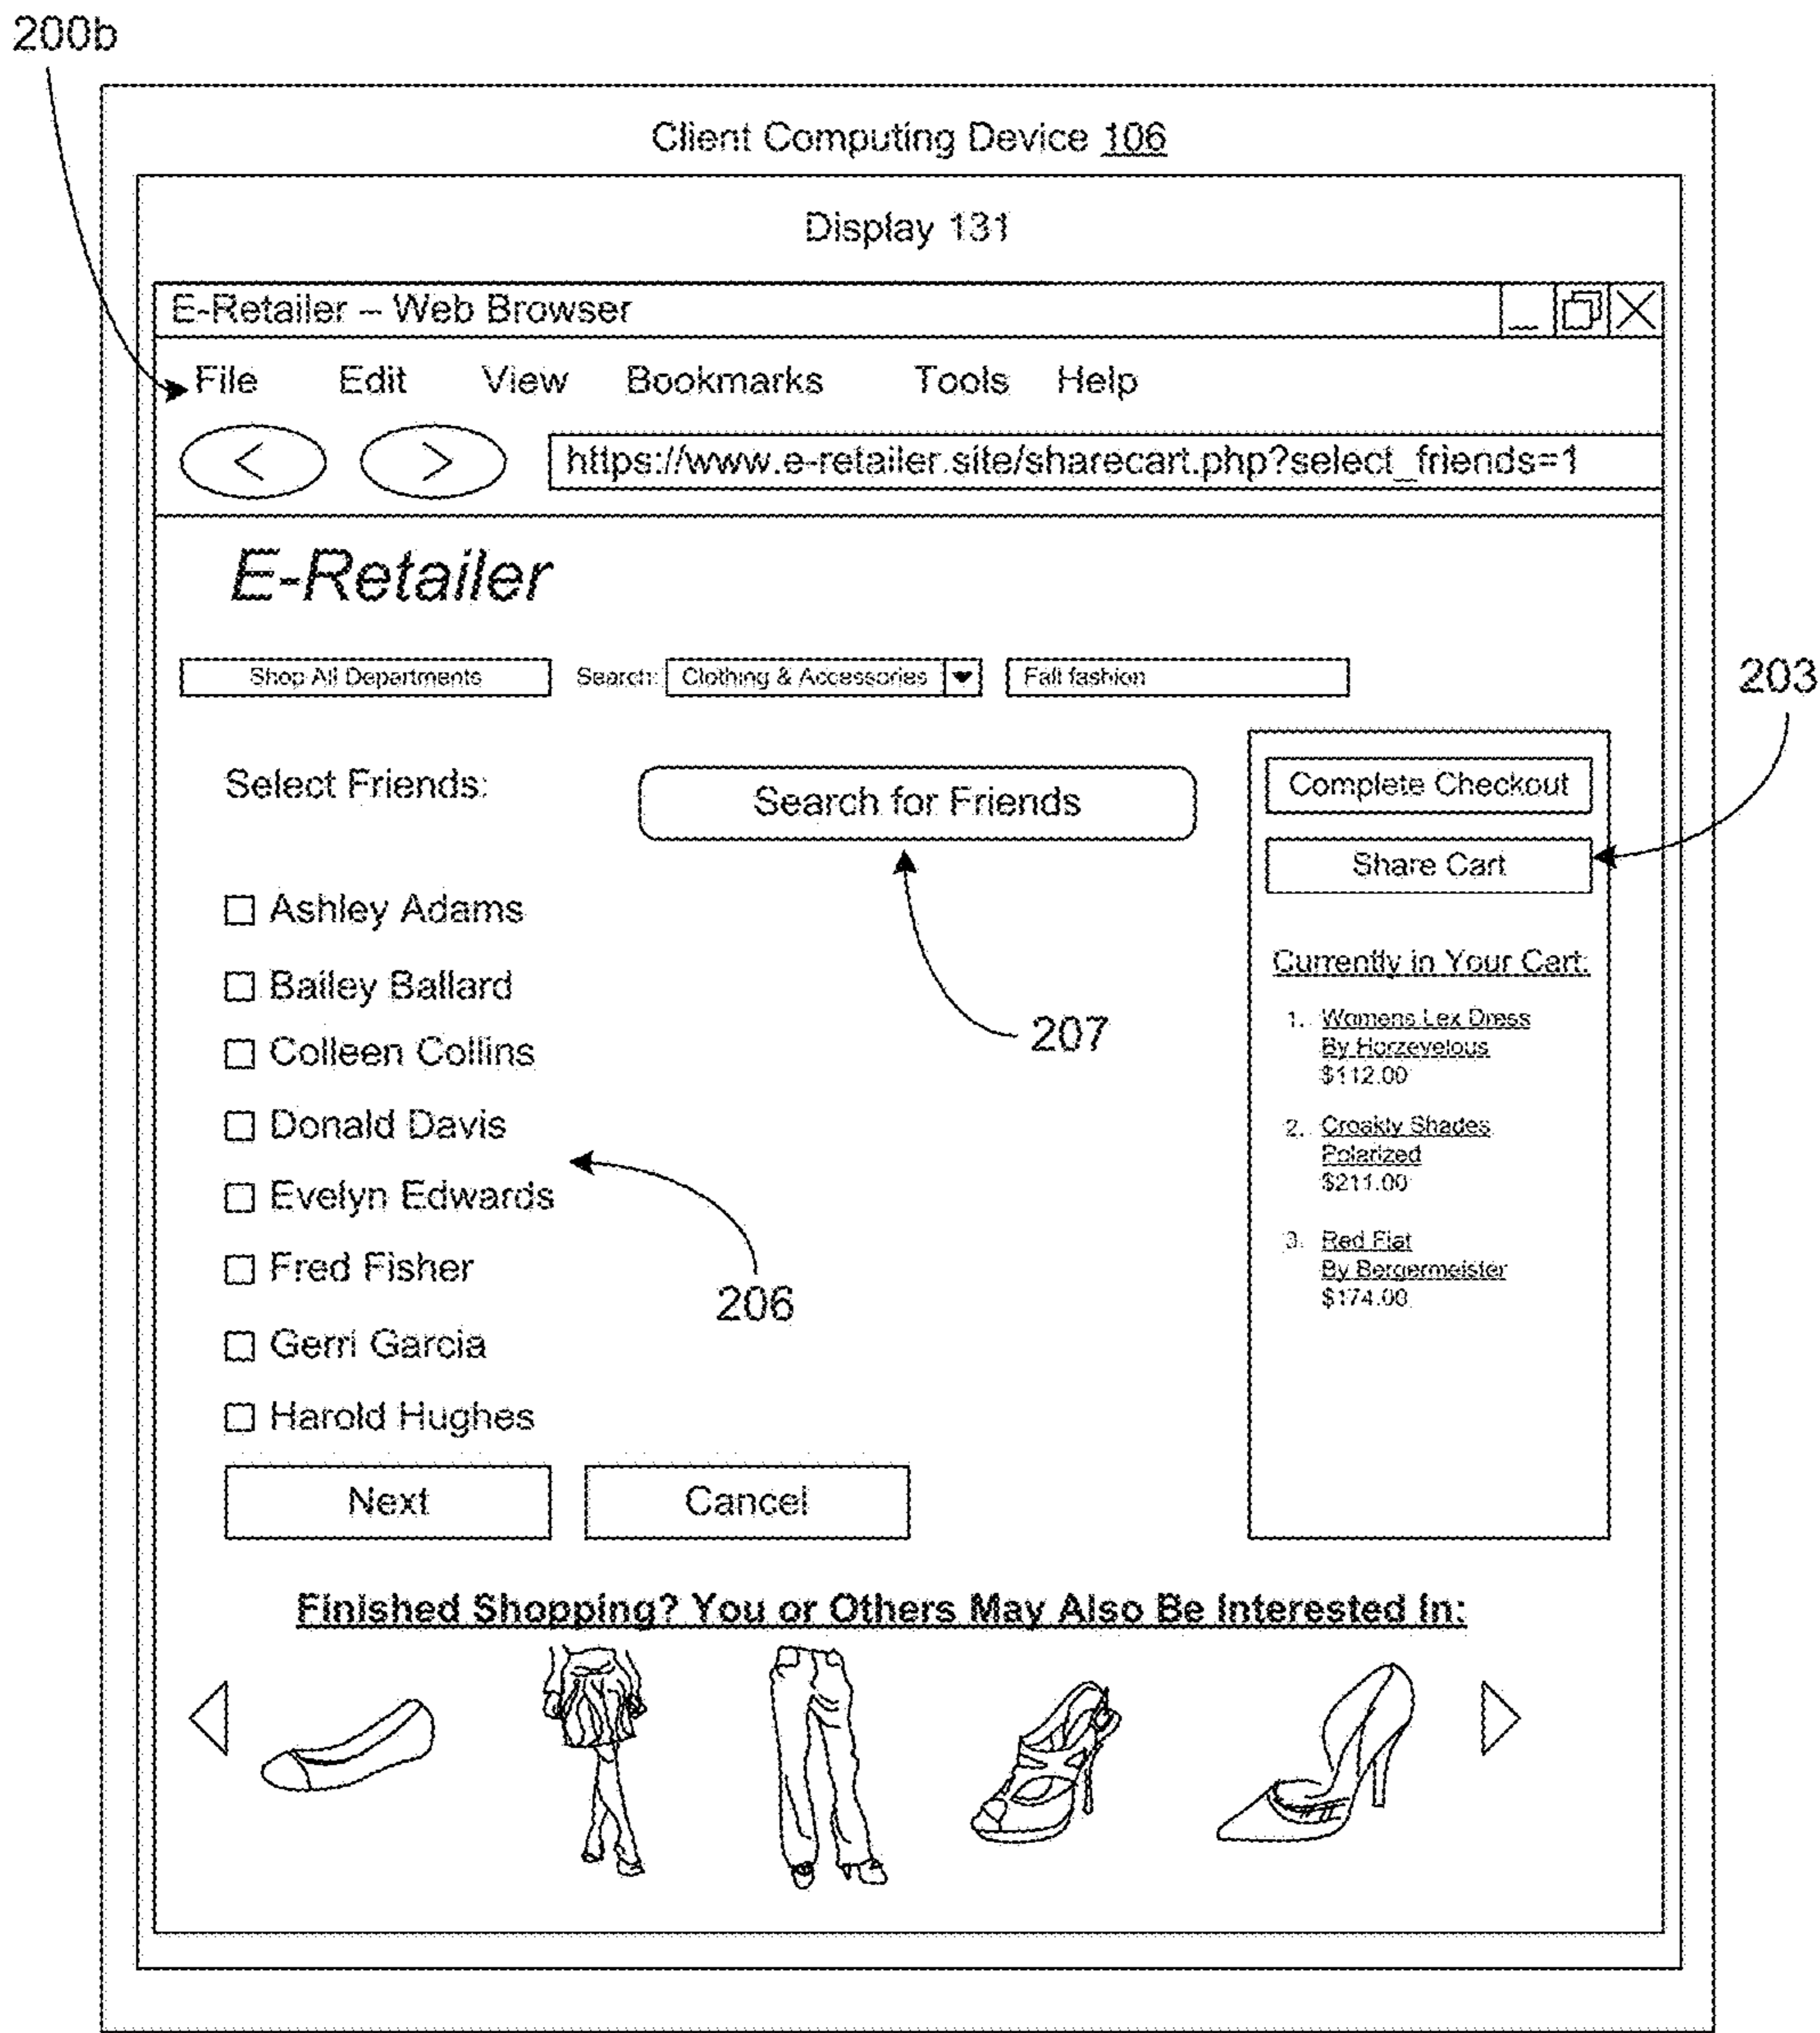 200b
Client Computing Device 106
Display 131
E-Retailer – Web Browser
File Edit View Bookmarks Tools Help
< >
https://www.e-retailer.site/sharecart.php?select_friends=1
E-Retailer
Shop All Departments
Search: Clothing & Accessories
Fall fashion
203
Select Friends:
Search for Friends
207
Ashley Adams
Bailey Ballard
Colleen Collins
Donald Davis
Evelyn Edwards
Fred Fisher
Gerri Garcia
Harold Hughes
206
Next
Cancel
Complete Checkout
Share Cart
Currently in Your Cart:
1. Womens Lex Dress
By Horzevelous
$112.00
2. Croakly Shades
Polarized
$211.00
3. Red Flat
By Bergermeister
$174.00
Finished Shopping? You or Others May Also Be Interested In: